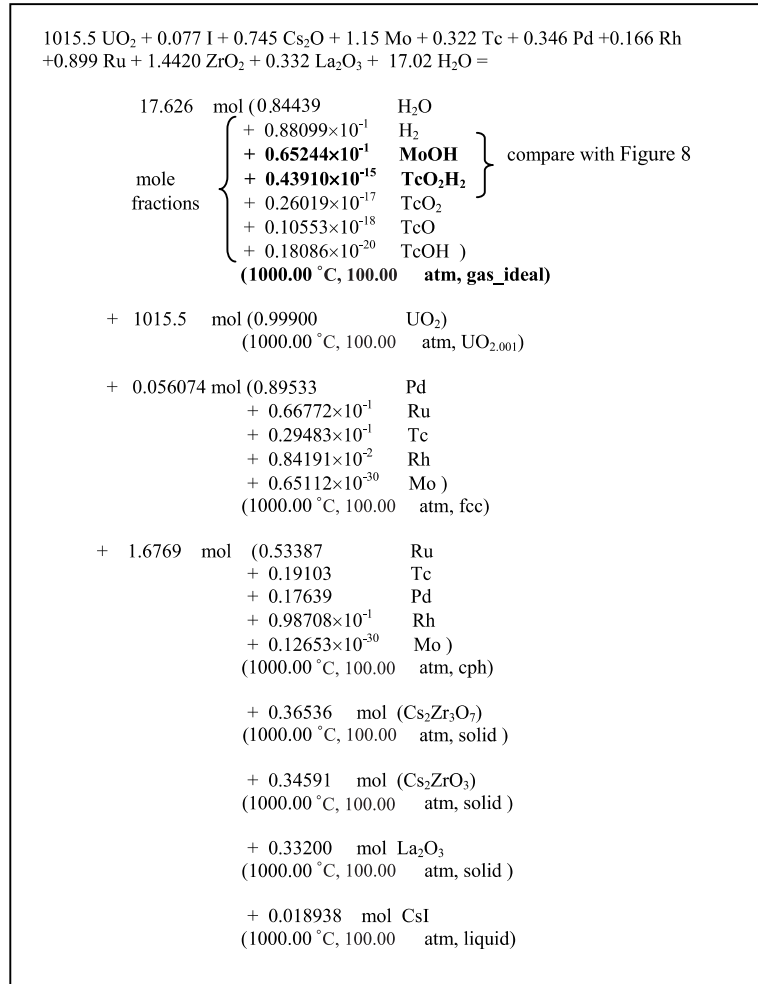 1015.5 UO₂ + 0.077 I + 0.745 Cs₂O + 1.15 Mo + 0.322 Tc + 0.346 Pd +0.166 Rh
+0.899 Ru + 1.4420 ZrO₂ + 0.332 La₂O₃ + 17.02 H₂O =
17.626 mol (0.84439 H₂O
+ 0.88099×10⁻¹ H₂
+ 0.65244×10⁻¹ MoOH
compare with Figure 8
mole
fractions
+ 0.43910×10⁻¹⁵ TcO₂H₂
+ 0.26019×10⁻¹⁷ TcO₂
+ 0.10553×10⁻¹⁸ TcO
+ 0.18086×10⁻²⁰ TcOH )
(1000.00 °C, 100.00 atm, gas_ideal)
+ 1015.5 mol (0.99900 UO₂)
(1000.00 °C, 100.00 atm, UO₂.₀₀₁)
+ 0.056074 mol (0.89533 Pd
+ 0.66772×10⁻¹ Ru
+ 0.29483×10⁻¹ Tc
+ 0.84191×10⁻² Rh
+ 0.65112×10⁻³⁰ Mo )
(1000.00 °C, 100.00 atm, fcc)
+ 1.6769 mol (0.53387 Ru
+ 0.19103 Tc
+ 0.17639 Pd
+ 0.98708×10⁻¹ Rh
+ 0.12653×10⁻³⁰ Mo )
(1000.00 °C, 100.00 atm, cph)
+ 0.36536 mol (Cs₂Zr₃O₇)
(1000.00 °C, 100.00 atm, solid )
+ 0.34591 mol (Cs₂ZrO₃)
(1000.00 °C, 100.00 atm, solid )
+ 0.33200 mol La₂O₃
(1000.00 °C, 100.00 atm, solid )
+ 0.018938 mol CsI
(1000.00 °C, 100.00 atm, liquid)